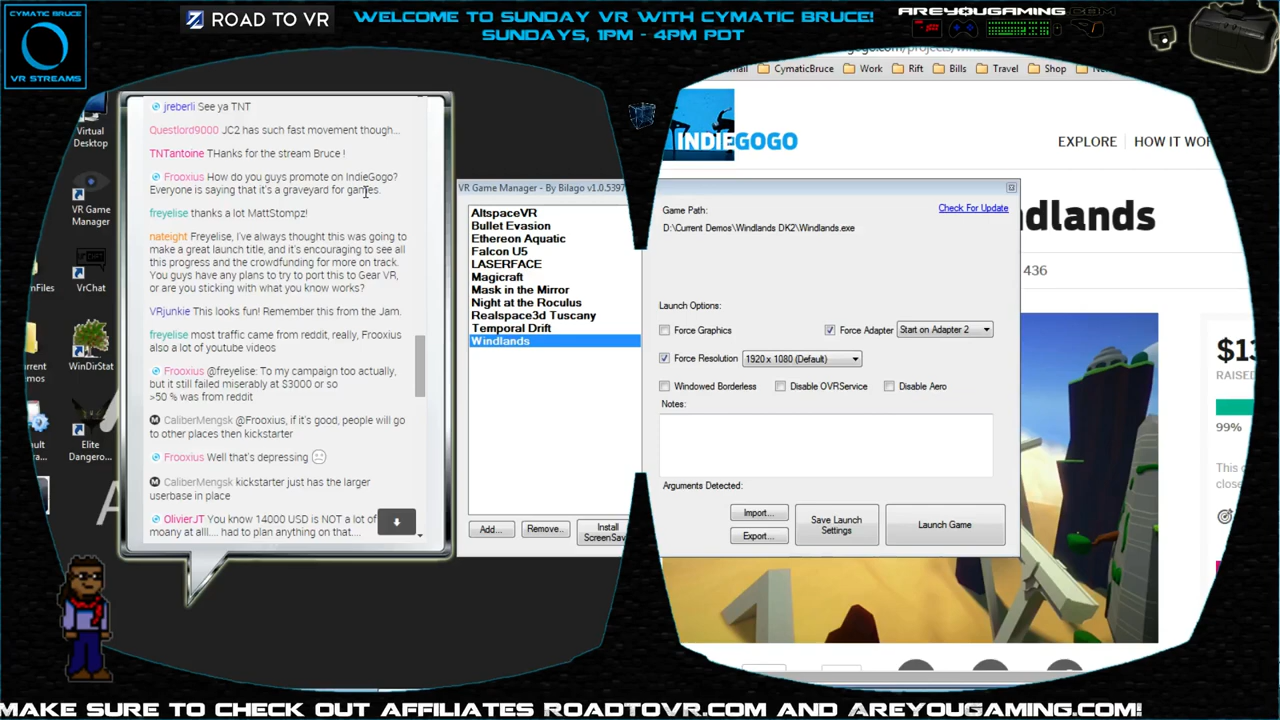 CYMATIC BRUCE
VR STREAMS
ROAD TO VR
WELCOME TO SUNDAY VR WITH CYMATIC BRUCE!
SUNDAYS, 1PM - 4PM PDT
AREYOUGAMING.COM
CymaticBruce
Work
Rift
Bills
Travel
Shop
INDIEGOGO
EXPLORE
HOW IT WOR
ndlands
436
RAISED
99%
Virtual
Desktop
VR Game
Manager
VrChat
WinDirStat
Elite
Dangero...
jreberli See ya TNT
Questlord9000 JC2 has such fast movement though...
TNTantoine THanks for the stream Bruce !
Frooxius How do you guys promote on IndieGogo?
Everyone is saying that it's a graveyard for games.
freyelise thanks a lot MattStompz!
nateight Freyelise, I've always thought this was going to
make a great launch title, and it's encouraging to see all
this progress and the crowdfunding for more on track.
You guys have any plans to try to port this to Gear VR,
or are you sticking with what you know works?
VRjunkie This looks fun! Remember this from the Jam.
freyelise most traffic came from reddit, really, Frooxius
also a lot of youtube videos
Frooxius @freyelise: To my campaign too actually,
but it still failed miserably at $3000 or so
>50 % was from reddit
CaliberMengsk @Frooxius, if it's good, people will go
to other places then kickstarter
Frooxius Well that's depressing
CaliberMengsk kickstarter just has the larger
userbase in place
OlivierJT You know 14000 USD is NOT a lot of
moany at alll.... had to plan anything on that....
VR Game Manager - By Bilago v1.0.5397
AltspaceVR
Bullet Evasion
Ethereon Aquatic
Falcon U5
LASERFACE
Magicraft
Mask in the Mirror
Night at the Roculus
Realspace3d Tuscany
Temporal Drift
Windlands
Add...
Remove..
Install
ScreenSav
Game Path:
Check For Update
D:\Current Demos\Windlands DK2\Windlands.exe
Launch Options:
Force Graphics
Force Adapter
Start on Adapter 2
Force Resolution
1920 x 1080 (Default)
Windowed Borderless
Disable OVRService
Disable Aero
Notes:
Arguments Detected:
Import...
Export...
Save Launch
Settings
Launch Game
MAKE SURE TO CHECK OUT AFFILIATES ROADTOVR.COM AND AREYOUGAMING.COM!